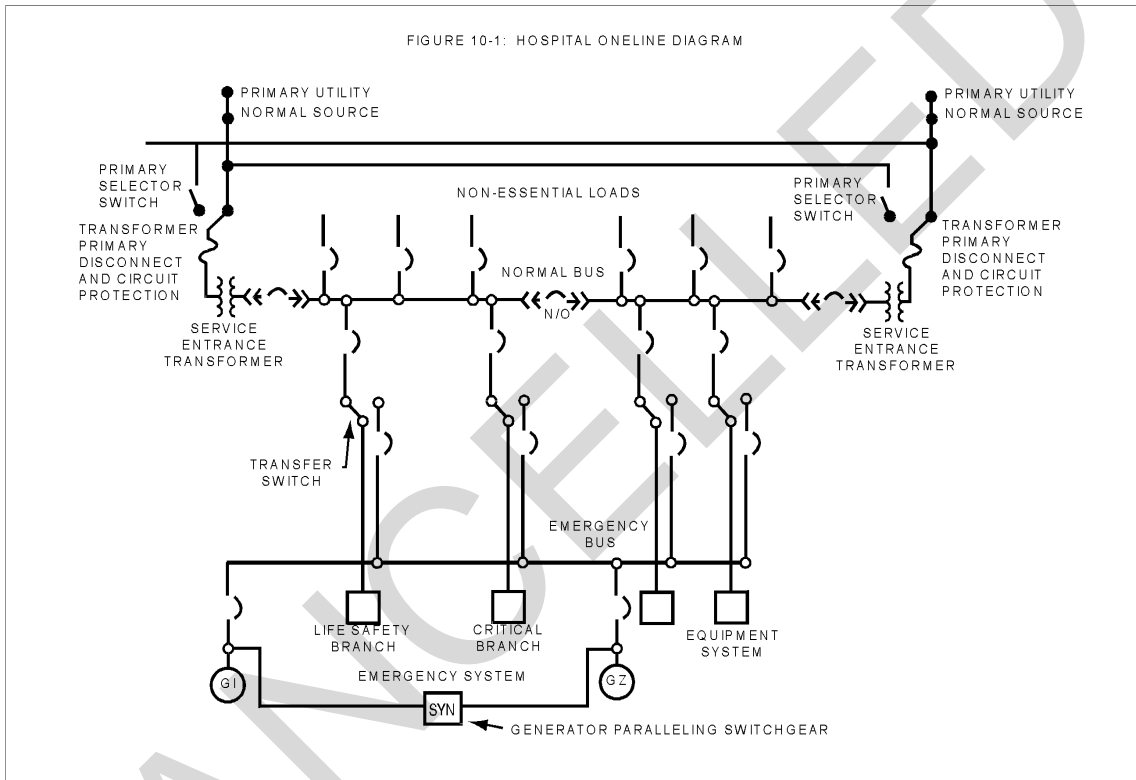 FIGURE 10-1: HOSPITAL ONELINE DIAGRAM
PRIMARY UTILITY
NORMAL SOURCE
PRIMARY UTILITY
NORMAL SOURCE
PRIMARY
SELECTOR
SWITCH
NON-ESSENTIAL LOADS
PRIMARY
SELECTOR
SWITCH
TRANSFORMER
PRIMARY
DISCONNECT
AND CIRCUIT
PROTECTION
TRANSFORMER
PRIMARY
DISCONNECT
AND CIRCUIT
PROTECTION
NORMAL BUS
N/O
SERVICE
ENTRANCE
TRANSFORMER
SERVICE
ENTRANCE
TRANSFORMER
TRANSFER
SWITCH
EMERGENCY
BUS
LIFE SAFETY
BRANCH
CRITICAL
BRANCH
EQUIPMENT
SYSTEM
EMERGENCY SYSTEM
GI
GZ
SYN
GENERATOR PARALLELING SWITCHGEAR
CANCELLED